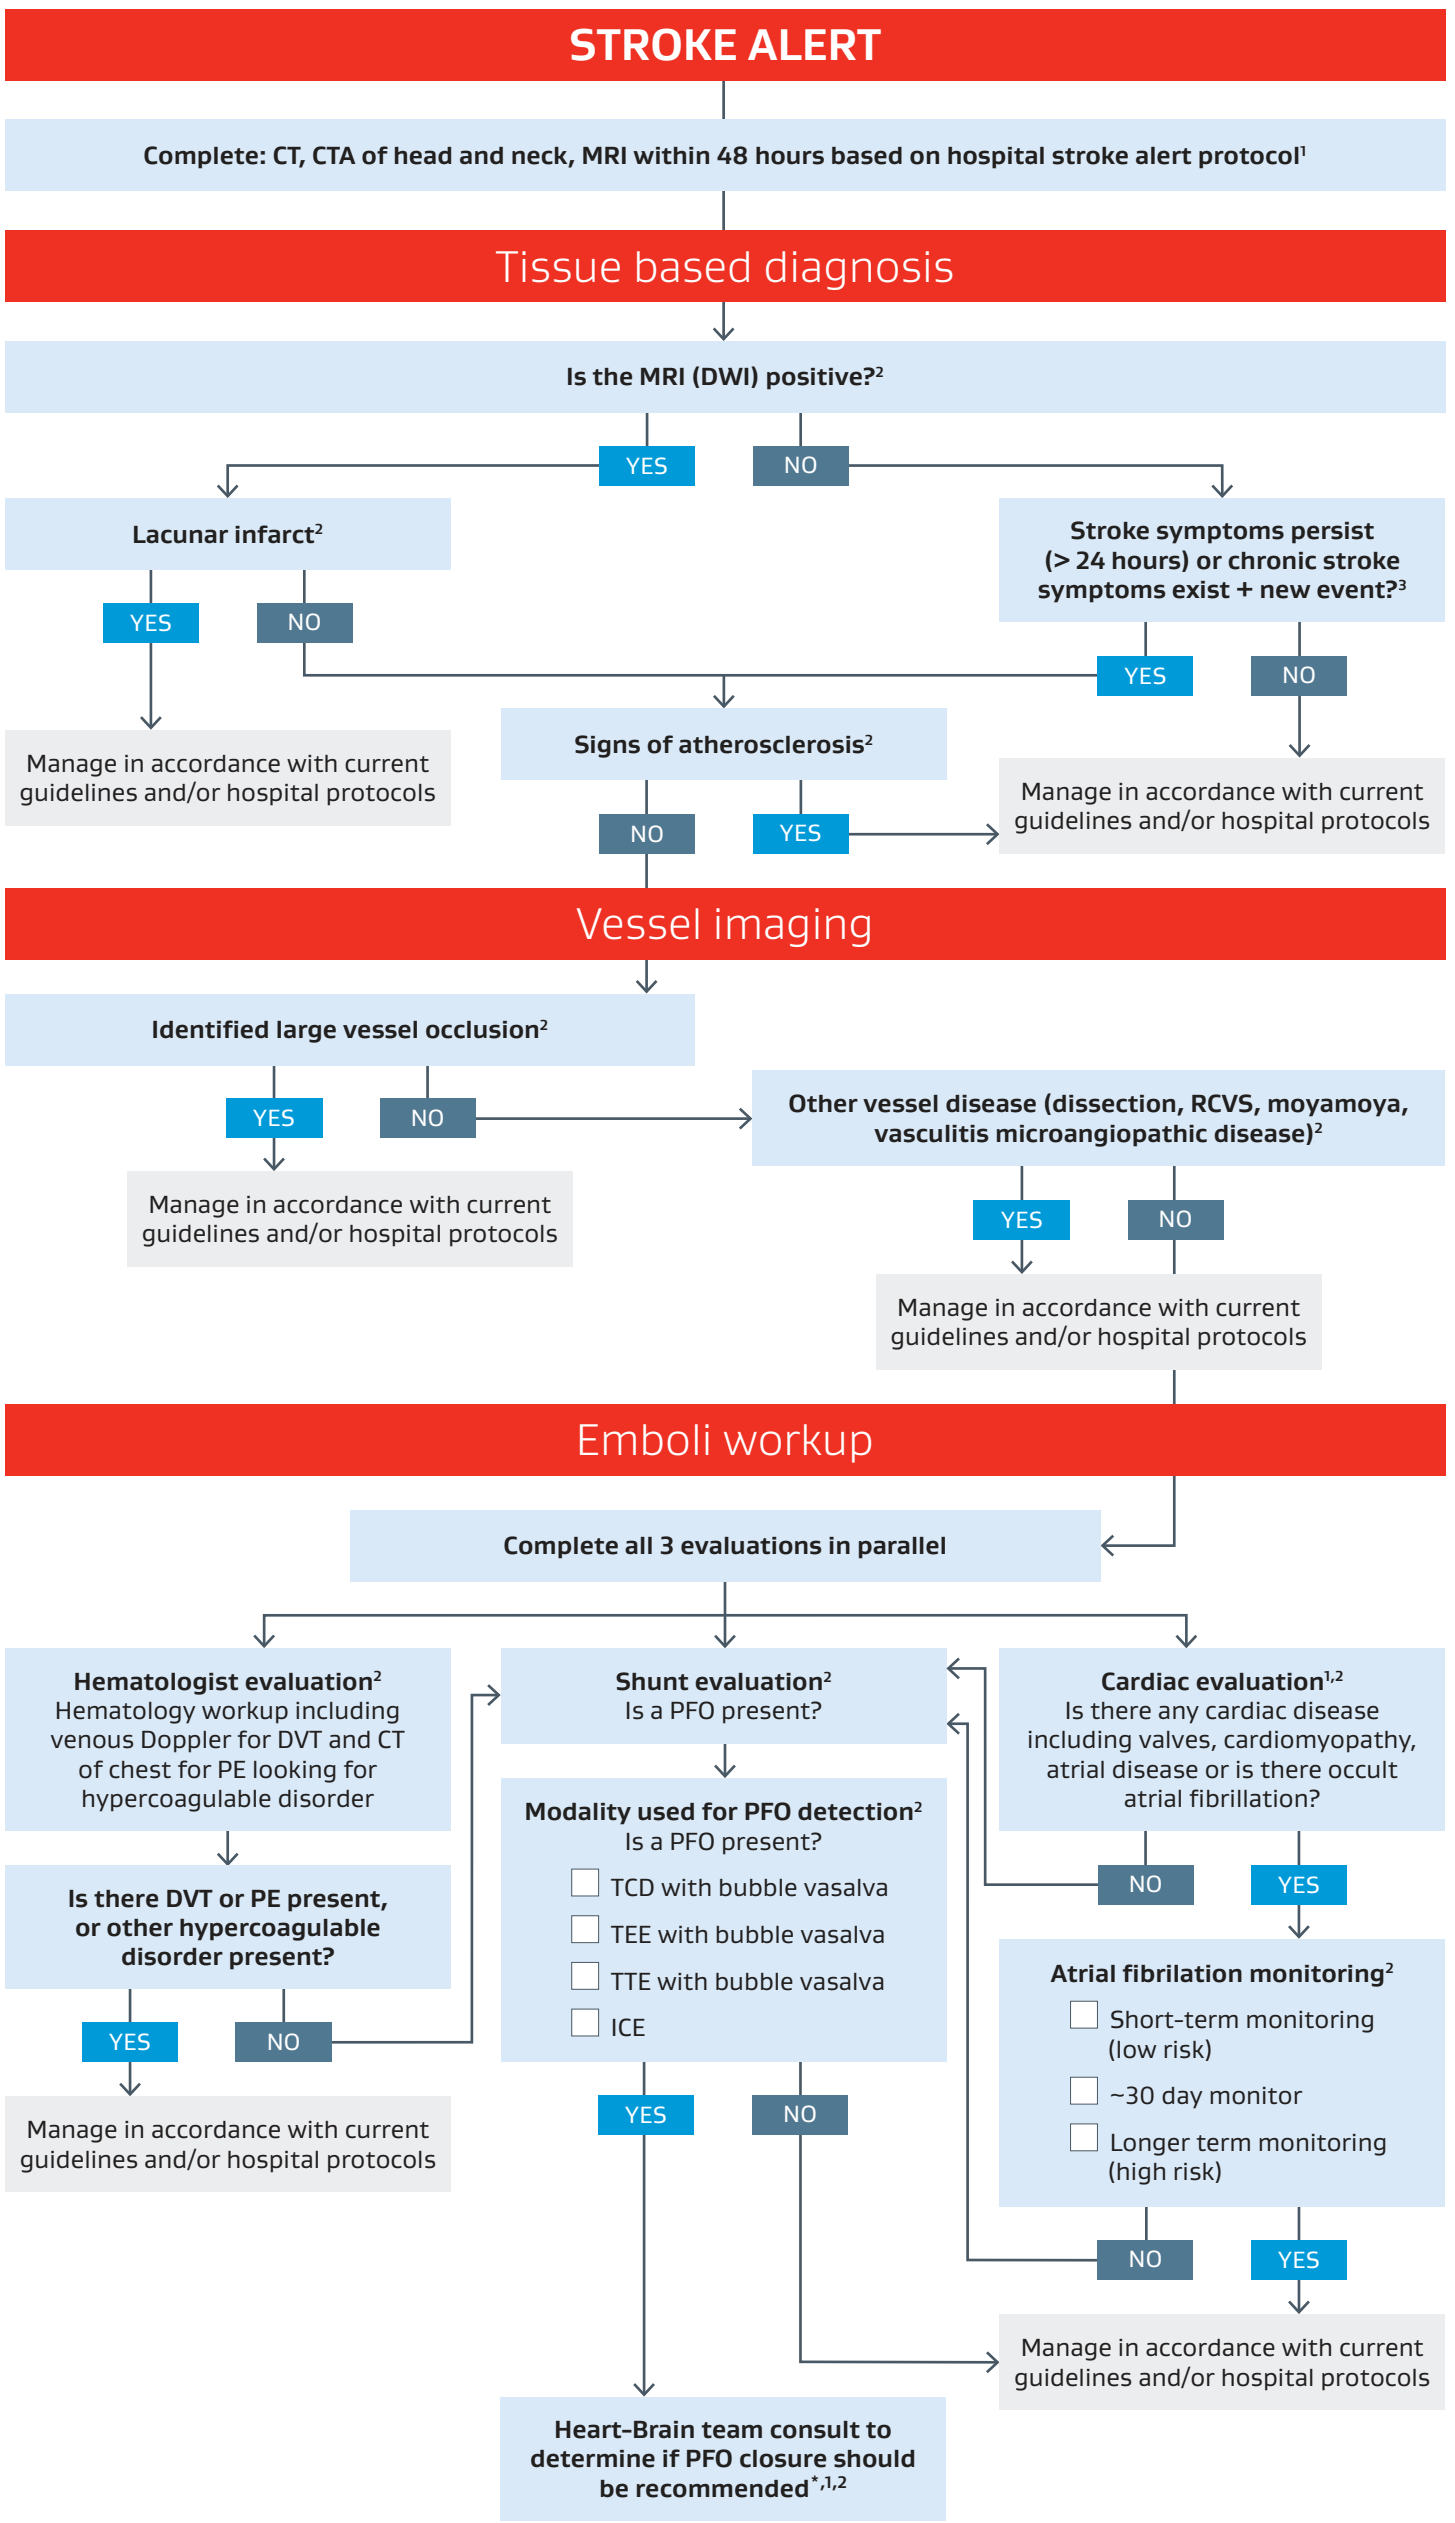 STROKE ALERT
Complete: CT, CTA of head and neck, MRI within 48 hours based on hospital stroke alert protocol¹
Tissue based diagnosis
Is the MRI (DWI) positive?²
YES
NO
Lacunar infarct²
YES
NO
Stroke symptoms persist
(> 24 hours) or chronic stroke
symptoms exist + new event?³
YES
NO
Manage in accordance with current
guidelines and/or hospital protocols
Signs of atherosclerosis²
NO
YES
Manage in accordance with current
guidelines and/or hospital protocols
Vessel imaging
Identified large vessel occlusion²
YES
NO
Manage in accordance with current
guidelines and/or hospital protocols
Other vessel disease (dissection, RCVS, moyamoya,
vasculitis microangiopathic disease)²
YES
NO
Manage in accordance with current
guidelines and/or hospital protocols
Emboli workup
Complete all 3 evaluations in parallel
Hematologist evaluation²
Hematology workup including
venous Doppler for DVT and CT
of chest for PE looking for
hypercoagulable disorder
Is there DVT or PE present,
or other hypercoagulable
disorder present?
YES
NO
Manage in accordance with current
guidelines and/or hospital protocols
Shunt evaluation²
Is a PFO present?
Modality used for PFO detection²
Is a PFO present?
TCD with bubble vasalva
TEE with bubble vasalva
TTE with bubble vasalva
ICE
YES
NO
Heart-Brain team consult to
determine if PFO closure should
be recommended*,1,2
Cardiac evaluation¹,²
Is there any cardiac disease
including valves, cardiomyopathy,
atrial disease or is there occult
atrial fibrillation?
NO
YES
Atrial fibrilation monitoring²
Short-term monitoring
(low risk)
~30 day monitor
Longer term monitoring
(high risk)
NO
YES
Manage in accordance with current
guidelines and/or hospital protocols